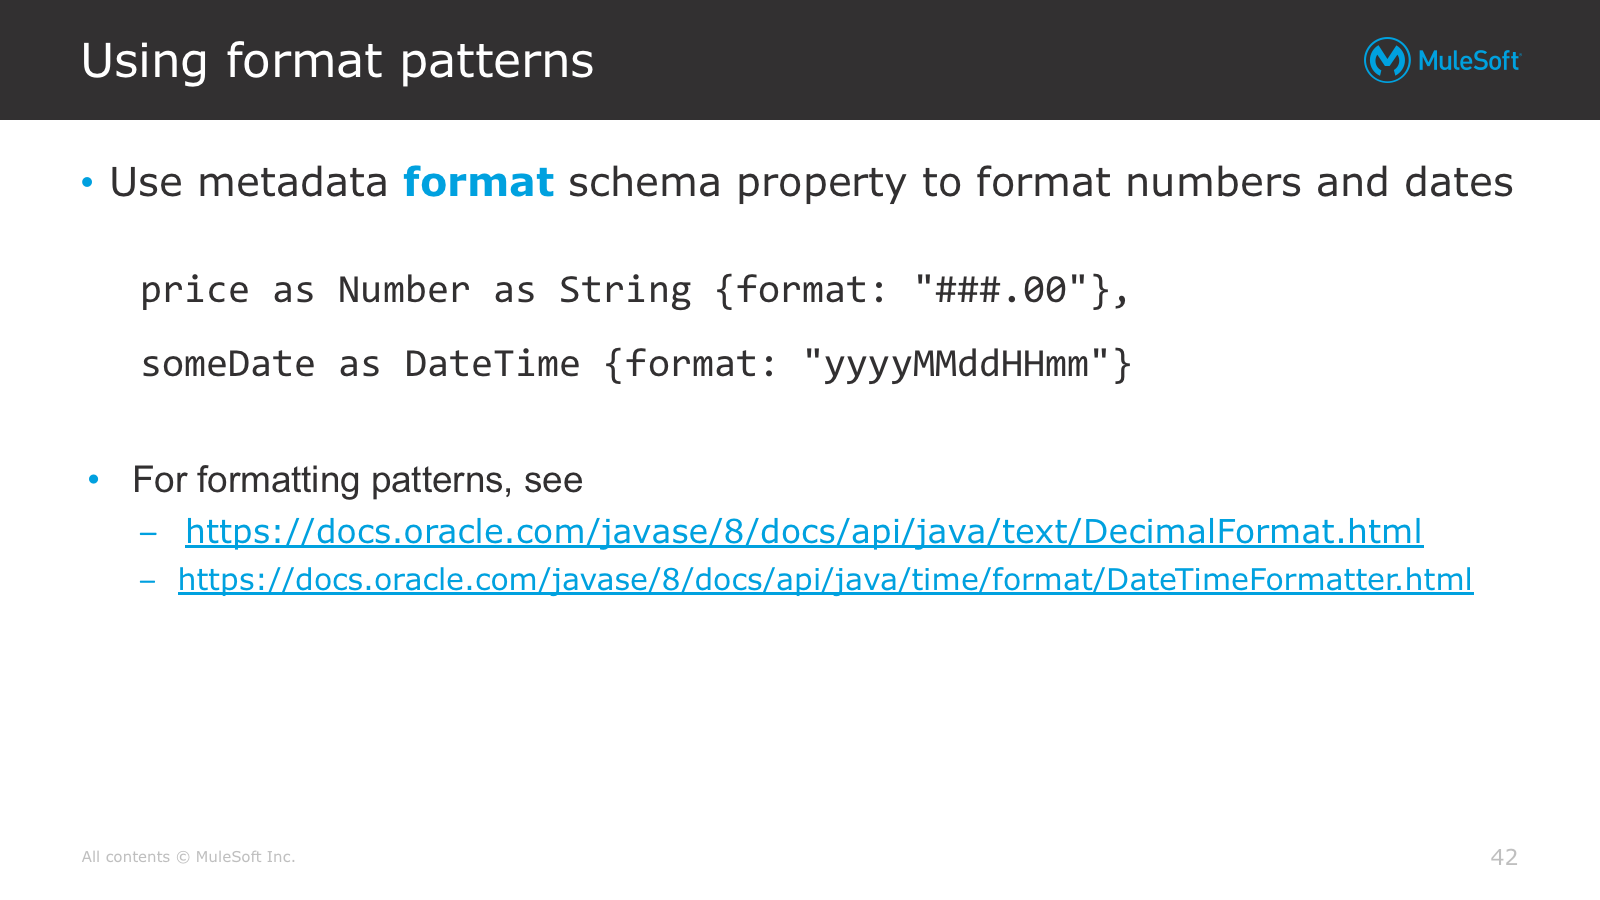 Using format patterns
MuleSoft
• Use metadata format schema property to format numbers and dates
price as Number as String {format: "###.00"},
someDate as DateTime {format: "yyyyMMddHHmm"}
• For formatting patterns, see
– https://docs.oracle.com/javase/8/docs/api/java/text/DecimalFormat.html
– https://docs.oracle.com/javase/8/docs/api/java/time/format/DateTimeFormatter.html
All contents © MuleSoft Inc.
42